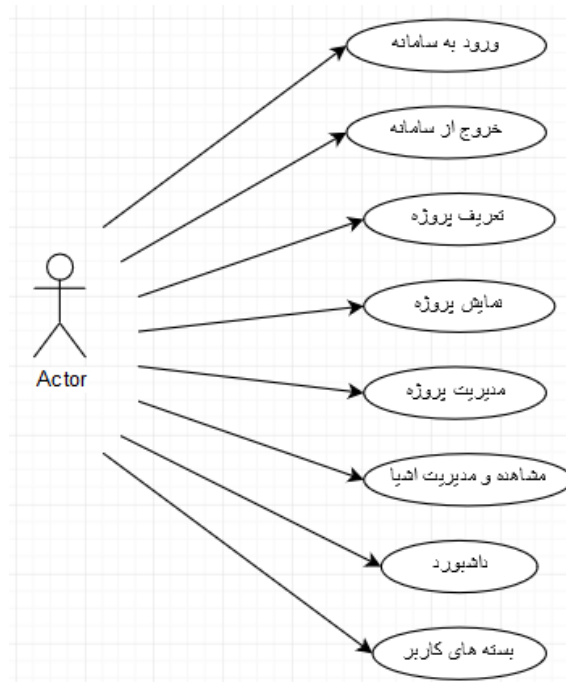 ورود به سامانه
خروج از سامانه
تعریف پروژه
نمایش پروژه
Actor
مدیریت پروژه
مشاهده و مدیریت اشیا
داشبورد
بسته های کاربر